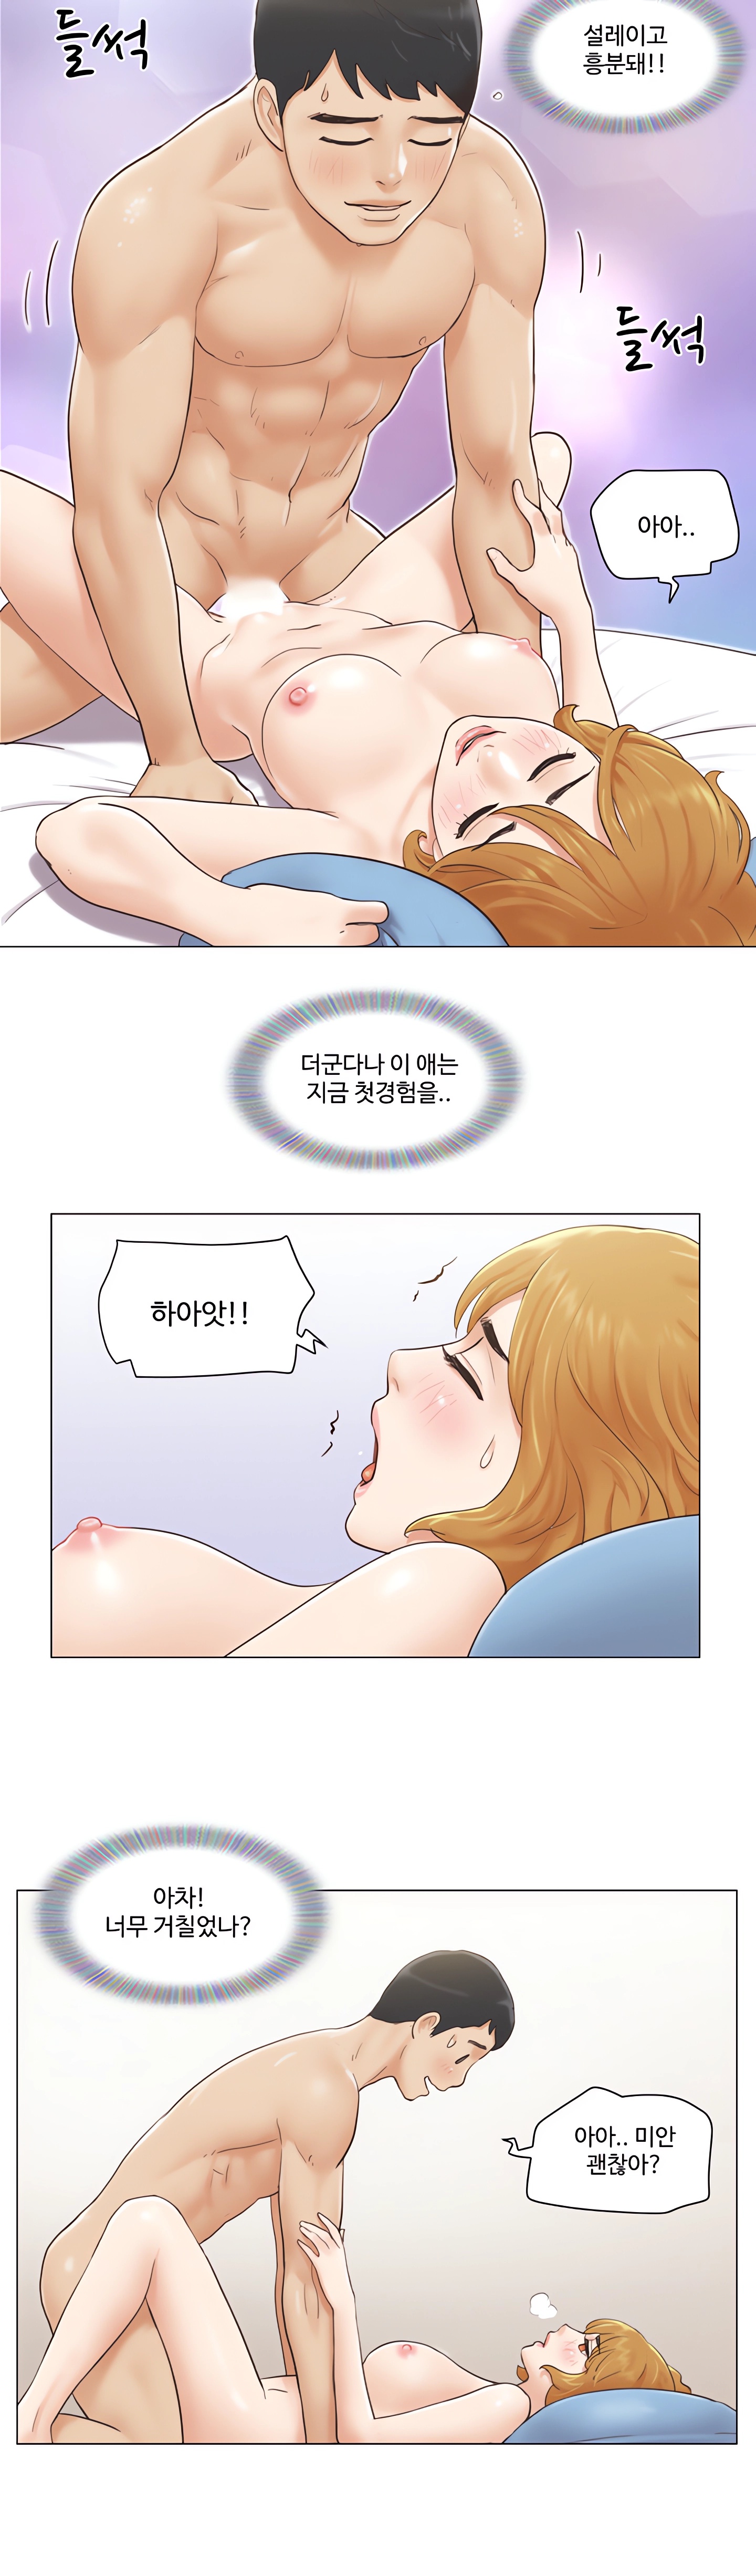 들썩
설레이고
흥분돼!!
들썩
아아..
더군다나 이 애는
지금 첫경험을..
하아앗!!
아차!
너무 거칠었나?
아아.. 미안
괜찮아?